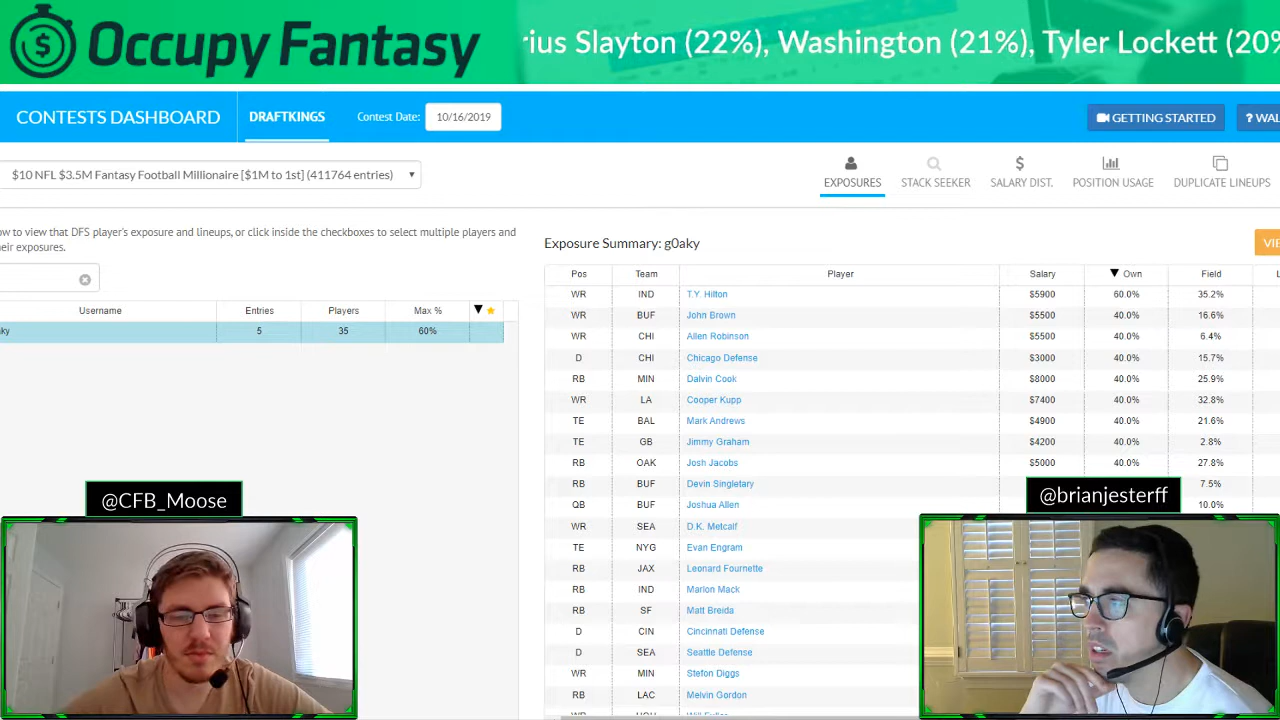 $ Occupy Fantasy
rius Slayton (22%), Washington (21%), Tyler Lockett (20%
CONTESTS DASHBOARD
DRAFTKINGS
Contest Date:
10/16/2019
GETTING STARTED
? WAL
$10 NFL $3.5M Fantasy Football Millionaire [$1M to 1st] (411764 entries)
EXPOSURES
STACK SEEKER
$
SALARY DIST.
POSITION USAGE
DUPLICATE LINEUPS
ow to view that DFS player's exposure and lineups, or click inside the checkboxes to select multiple players and
heir exposures.
Username Entries Players Max %
aky 5 35 60%
Exposure Summary: g0aky
VIE
Pos Team Player Salary Own Field
WR IND T.Y. Hilton $5900 60.0% 35.2%
WR BUF John Brown $5500 40.0% 16.6%
WR CHI Allen Robinson $5500 40.0% 6.4%
D CHI Chicago Defense $3000 40.0% 15.7%
RB MIN Dalvin Cook $8000 40.0% 25.9%
WR LA Cooper Kupp $7400 40.0% 32.8%
TE BAL Mark Andrews $4900 40.0% 21.6%
TE GB Jimmy Graham $4200 40.0% 2.8%
RB OAK Josh Jacobs $5000 40.0% 27.8%
RB BUF Devin Singletary 7.5%
QB BUF Joshua Allen 10.0%
WR SEA D.K. Metcalf
TE NYG Evan Engram
RB JAX Leonard Fournette
RB IND Marlon Mack
RB SF Matt Breida
D CIN Cincinnati Defense
D SEA Seattle Defense
WR MIN Stefon Diggs
RB LAC Melvin Gordon
@CFB_Moose
@brianjesterff